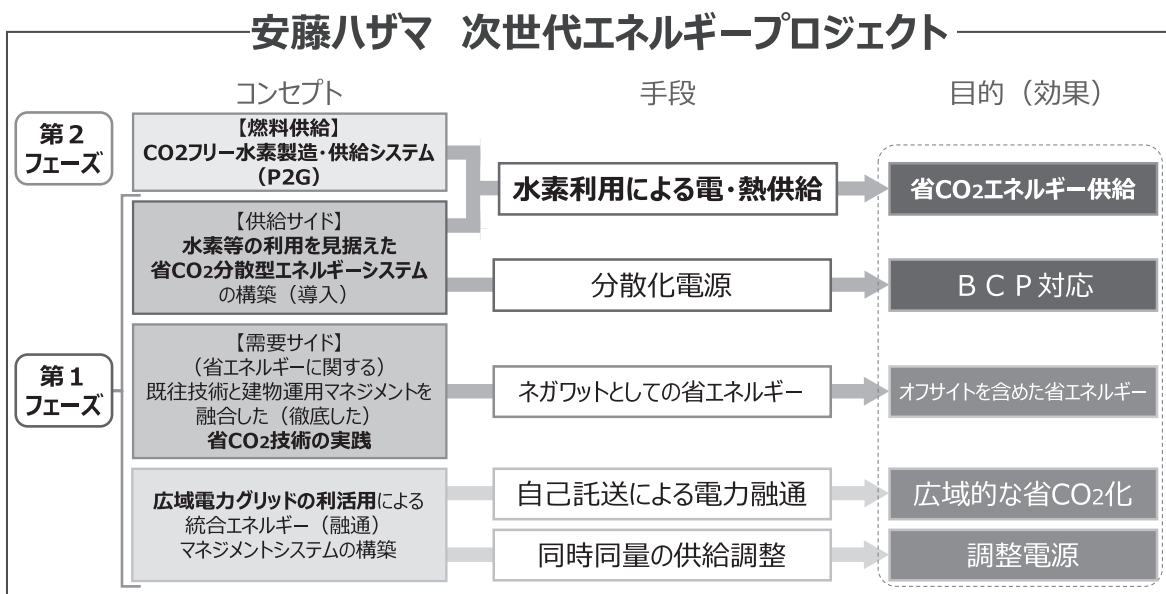 安藤ハザマ 次世代エネルギープロジェクト
コンセプト
手段
目的（効果）
第２
フェーズ
【燃料供給】
CO2フリー水素製造・供給システム
（P2G）
水素利用による電・熱供給
省CO2エネルギー供給
【供給サイド】
水素等の利用を見据えた
省CO2分散型エネルギーシステム
の構築（導入）
分散化電源
ＢＣＰ対応
第１
フェーズ
【需要サイド】
（省エネルギーに関する）
既往技術と建物運用マネジメントを
融合した（徹底した）
省CO2技術の実践
ネガワットとしての省エネルギー
オフサイトを含めた省エネルギー
広域電力グリッドの利活用による
統合エネルギー（融通）
マネジメントシステムの構築
自己託送による電力融通
広域的な省CO2化
同時同量の供給調整
調整電源